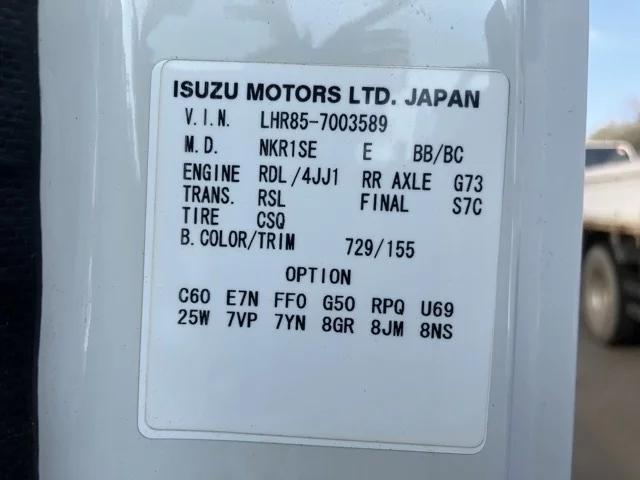 ISUZU MOTORS LTD. JAPAN
V.I.N. LHR85-7003589
M.D. NKR1SE E BB/BC
ENGINE RDL/4JJ1 RR AXLE G73
TRANS. RSL FINAL S7C
TIRE CSQ
B.COLOR/TRIM 729/155
OPTION
C60 E7N FF0 G50 RPQ U69
25W 7VP 7YN 8GR 8JM 8NS